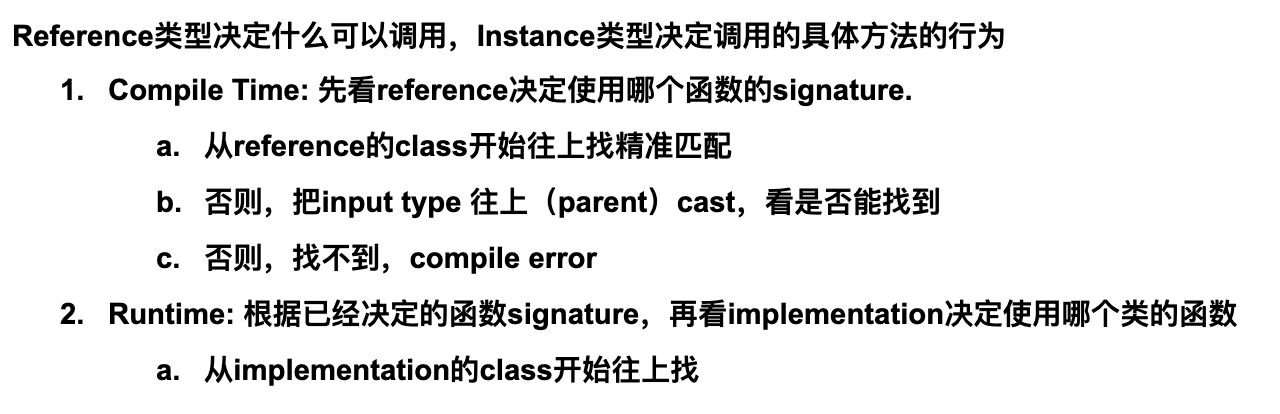 Reference类型决定什么可以调用，Instance类型决定调用的具体方法的行为
1. Compile Time: 先看reference决定使用哪个函数的signature.
a. 从reference的class开始往上找精准匹配
b. 否则，把input type 往上（parent）cast，看是否能找到
c. 否则，找不到，compile error
2. Runtime: 根据已经决定的函数signature，再看implementation决定使用哪个类的函数
a. 从implementation的class开始往上找